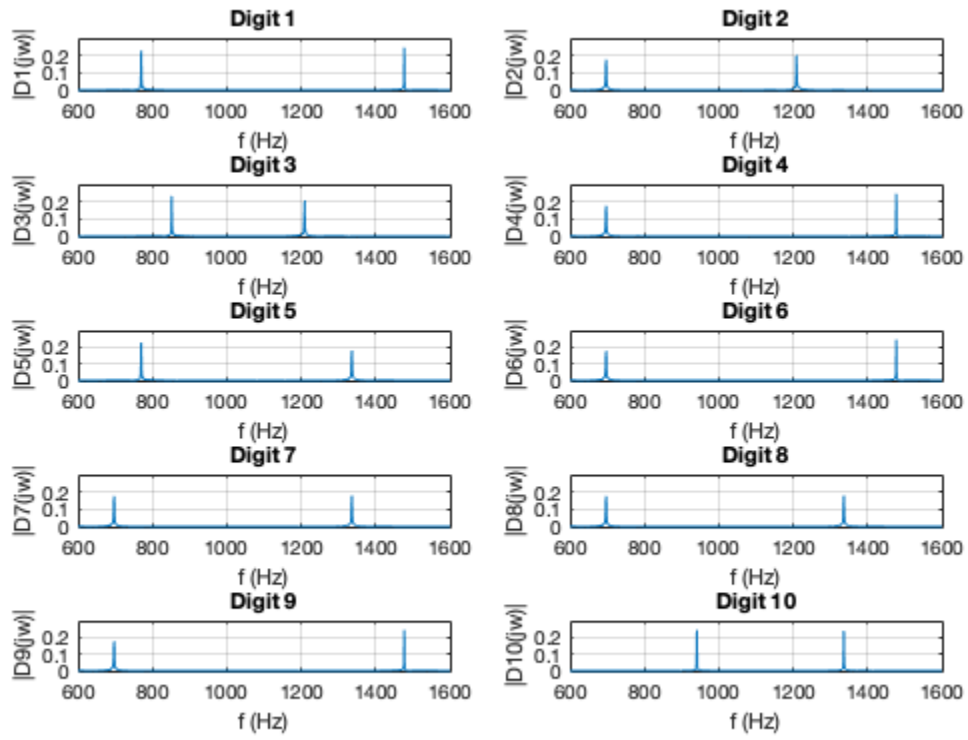 Digit 1
|D1(jw)|
0.2
0.1
0
600 800 1000 1200 1400 1600
f (Hz)
Digit 2
|D2(jw)|
0.2
0.1
0
600 800 1000 1200 1400 1600
f (Hz)
Digit 3
|D3(jw)|
0.2
0.1
0
600 800 1000 1200 1400 1600
f (Hz)
Digit 4
|D4(jw)|
0.2
0.1
0
600 800 1000 1200 1400 1600
f (Hz)
Digit 5
|D5(jw)|
0.2
0.1
0
600 800 1000 1200 1400 1600
f (Hz)
Digit 6
|D6(jw)|
0.2
0.1
0
600 800 1000 1200 1400 1600
f (Hz)
Digit 7
|D7(jw)|
0.2
0.1
0
600 800 1000 1200 1400 1600
f (Hz)
Digit 8
|D8(jw)|
0.2
0.1
0
600 800 1000 1200 1400 1600
f (Hz)
Digit 9
|D9(jw)|
0.2
0.1
0
600 800 1000 1200 1400 1600
f (Hz)
Digit 10
|D10(jw)|
0.2
0.1
0
600 800 1000 1200 1400 1600
f (Hz)